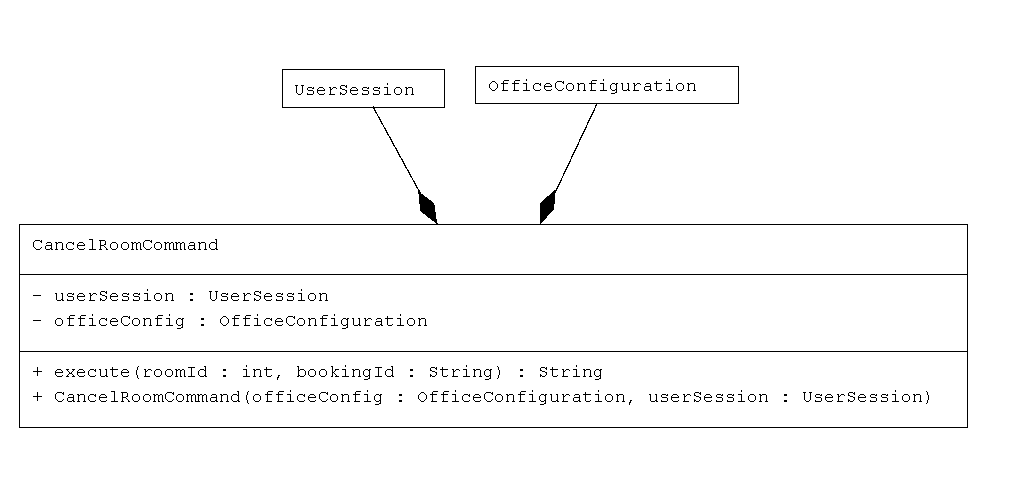 UserSession
OfficeConfiguration
CancelRoomCommand
- userSession : UserSession
- officeConfig : OfficeConfiguration
+ execute(roomId : int, bookingId : String) : String
+ CancelRoomCommand(officeConfig : OfficeConfiguration, userSession : UserSession)